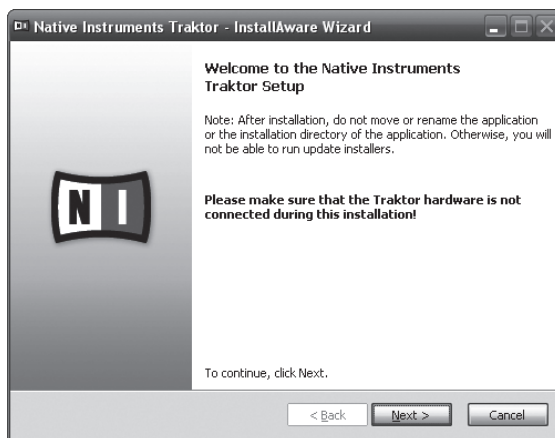 Native Instruments Traktor - InstallAware Wizard
Welcome to the Native Instruments
Traktor Setup
Note: After installation, do not move or rename the application
or the installation directory of the application. Otherwise, you will
not be able to run update installers.
NI
Please make sure that the Traktor hardware is not
connected during this installation!
To continue, click Next.
< Back
Next >
Cancel